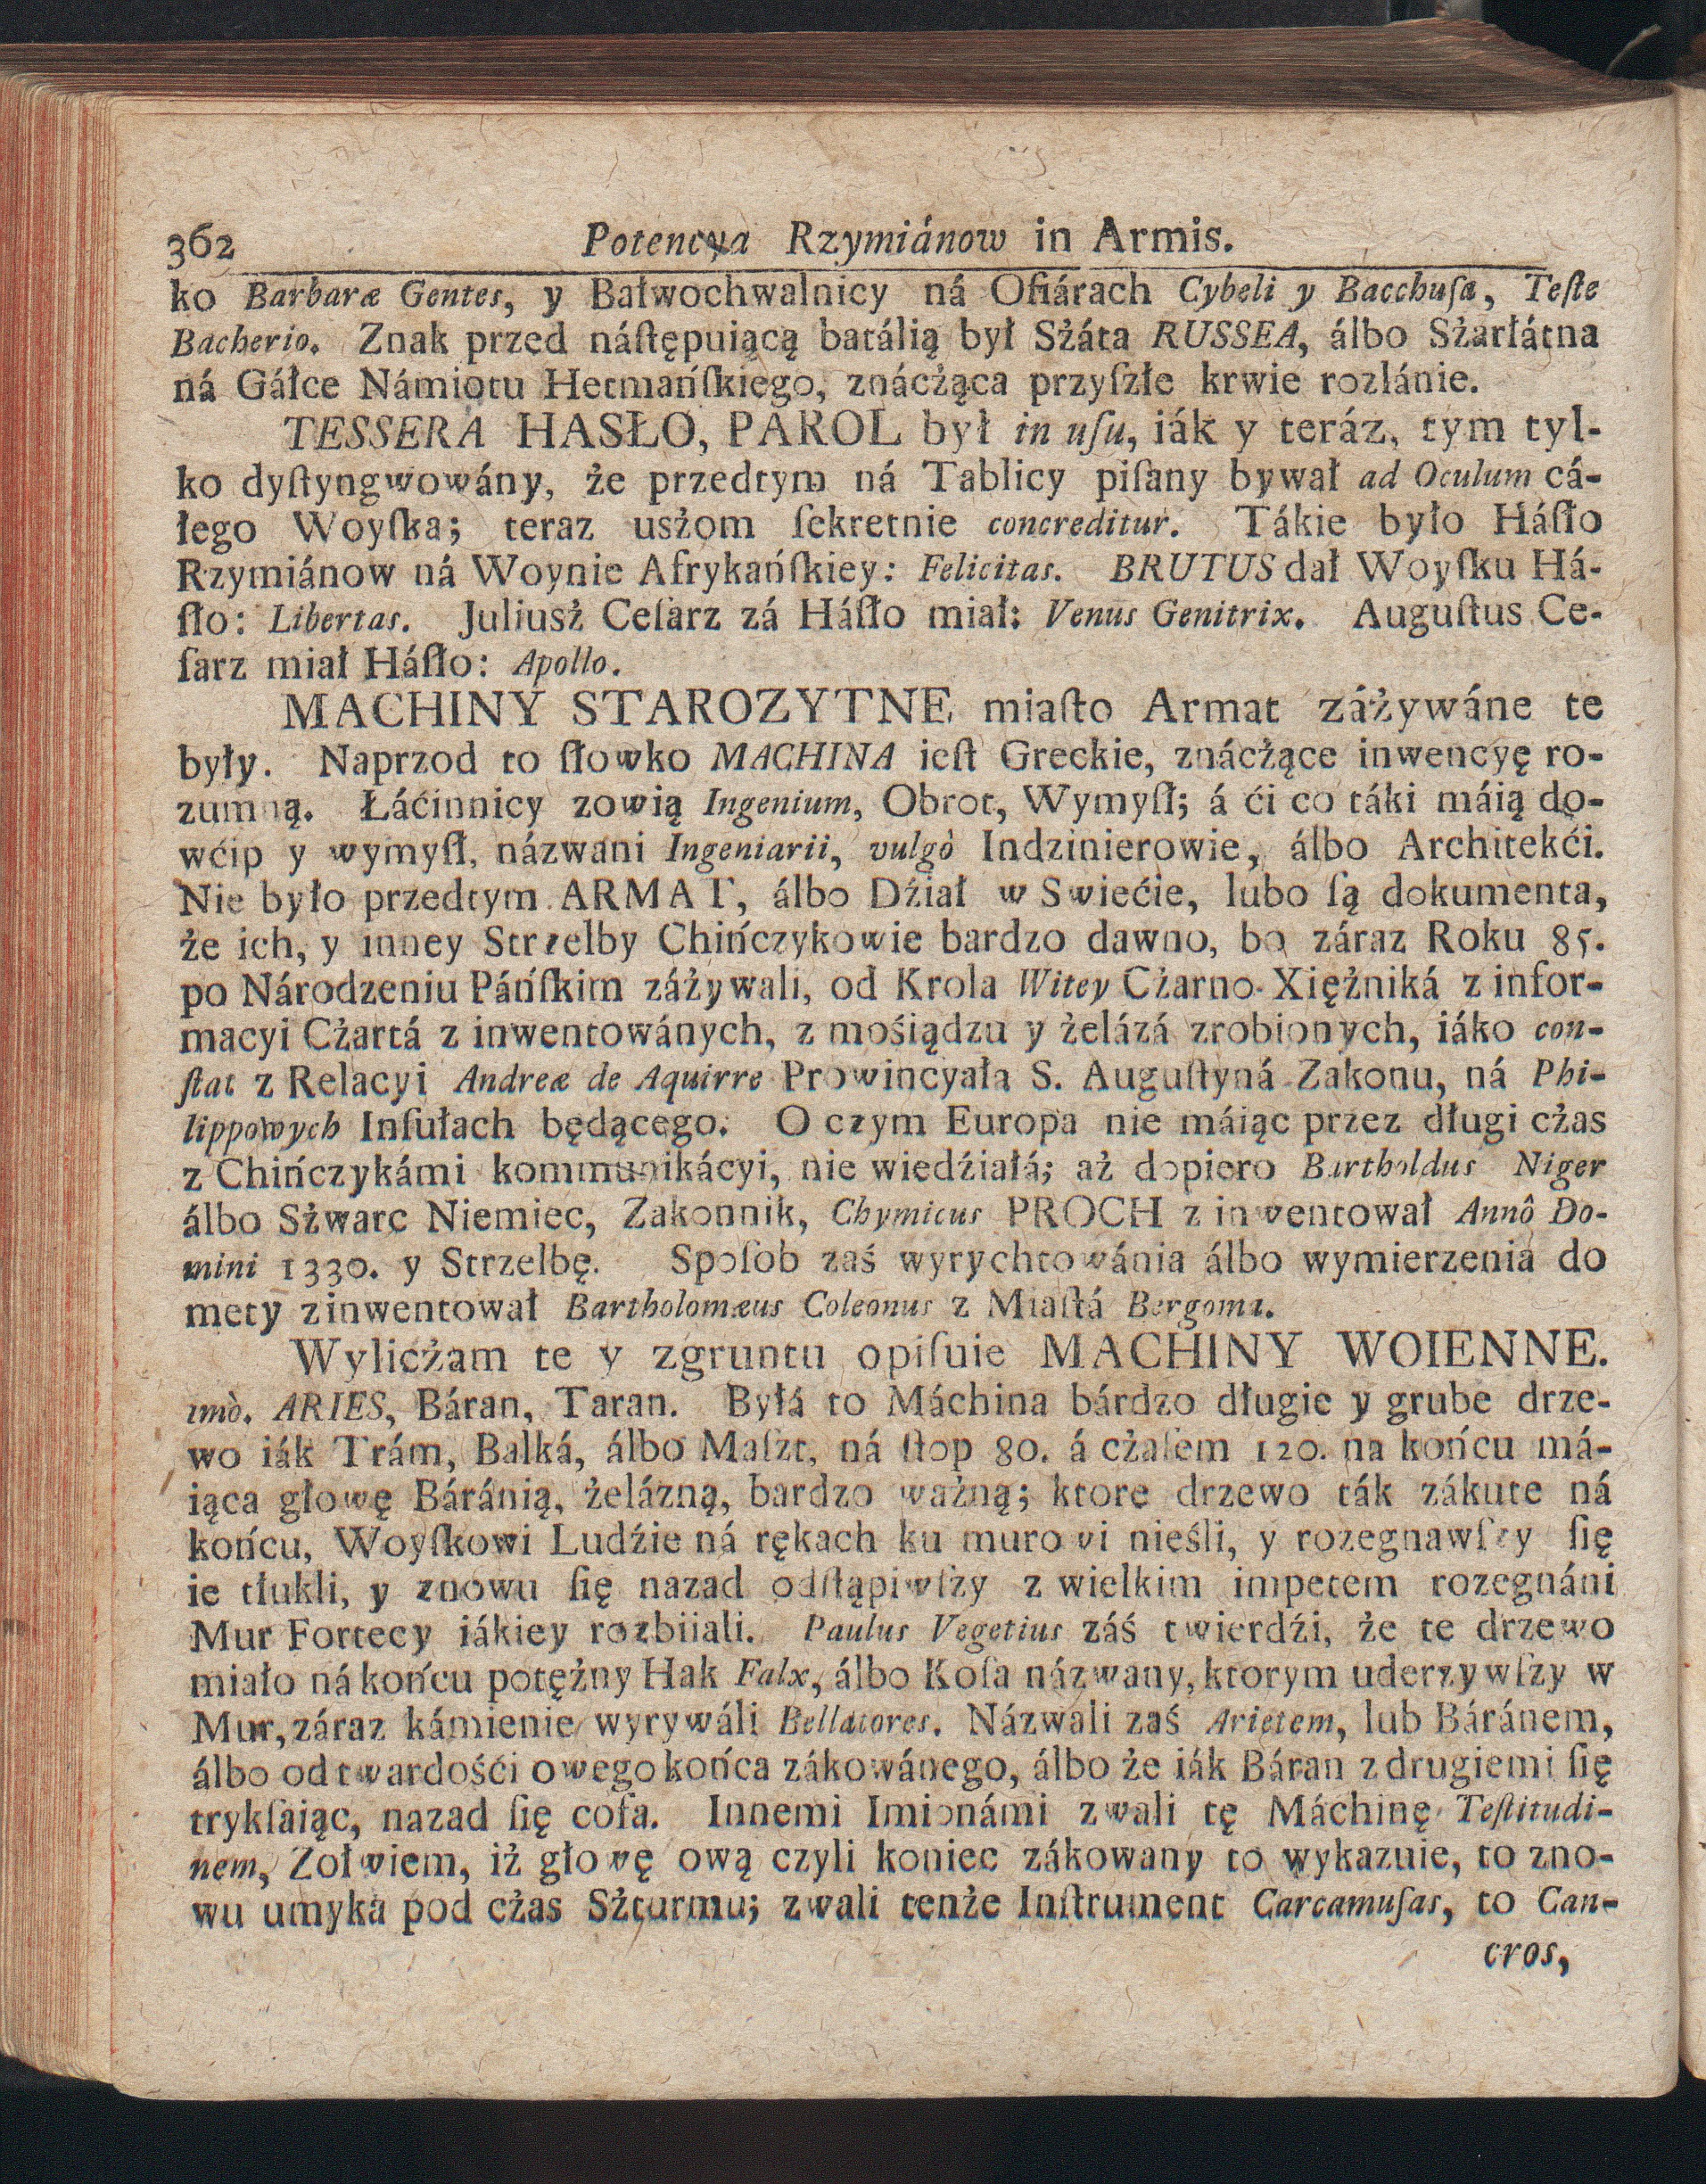 362 Potencya Rzymiánow in Armis.
ko Barbaræ Gentes, y Bałwochwalnicy ná Ofiárach Cybeli y Bacchuſa, Teſte
Bacherio. Znak przed náſtępuiącą batálią był Sżáta RUSSEA, álbo Sżarłátna
ná Gáłce Námiotu Hetmańſkiego, znácżąca przyſzłe krwie rozlánie.
TESSERA HASŁO, PAROL był in uſu, iák y teráz, tym tyl-
ko dyſtyngwowány, że przedtym ná Tablicy piſany bywał ad Oculum cá-
łego Woyſka; teraz usżom ſekretnie concreditur. Tákie było Háſło
Rzymiánow ná Woynie Afrykańſkiey: Felicitas. BRUTUS dał Woyſku Há-
ſło: Libertas. Juliusż Ceſarz zá Háſło miał: Venus Genitrix. Auguſtus Ce-
ſarz miał Háſło: Apollo.
MACHINY STAROZYTNE miaſto Armat záżywáne te
były. Naprzod to ſłowko MACHINA ieſt Greckie, znácżące inwencyę ro-
zumną. Łáćinnicy zowią Ingenium, Obrot, Wymyſł; á ći co táki máią do-
wćip y wymyſł, názwani Ingeniarii, vulgò Indzinierowie, álbo Architekći.
Nie było przedtym ARMAT, álbo Dźiał w Swiećie, lubo ſą dokumenta,
że ich, y inney Strzelby Chińczykowie bardzo dawno, bo záraz Roku 85.
po Národzeniu Páńſkim záżywali, od Krola Witey Cżarno-Xiężniká z infor-
macyi Cżartá z inwentowánych, z mośiądzu y żelázá zrobionych, iáko con-
ſtat z Relacyi Andreæ de Aquirre Prowincyała S. Auguſtyná Zakonu, ná Phi-
lippowych Inſułach będącego. O czym Europa nie máiąc przez długi cżas
z Chińczykámi kommunikácyi, nie wiedźiałá; aż dopiero Bartholdus Niger
álbo Sżwarc Niemiec, Zakonnik, Chymicus PROCH z inwentował Annô Do-
mini 1330. y Strzelbę. Spoſob zaś wyrychtowánia álbo wymierzenia do
mety zinwentował Bartholomæus Coleonus z Miaſtá Bergoma.
Wylicżam te y zgruntu opiſuie MACHINY WOIENNE.
1mò. ARIES, Báran, Taran. Byłá to Máchina bárdzo długie y grube drze-
wo iák Trám, Balká, álbo Maſzt, ná ſtop 80. á cżaſem 120. na końcu má-
iąca głowę Báránią, żelázną, bardzo ważną; ktore drzewo ták zákute ná
końcu, Woyſkowi Ludźie ná rękach ku murowi nieśli, y rozegnawſzy ſię
ie tłukli, y znowu ſię nazad odſtąpiwſzy z wielkim impetem rozegnáni
Mur Fortecy iákiey rozbiiali. Paulus Vegetius záś twierdźi, że te drzewo
miało ná końcu potężny Hak Falx, álbo Koſa názwany, ktorym uderzywſzy w
Mur, záraz kámienie wyrywáli Bellatores. Názwali zaś Arietem, lub Báránem,
álbo od twardośći owego końca zákowánego, álbo że iák Báran z drugiemi ſię
trykſaiąc, nazad ſię coſa. Innemi Imionámi zwali tę Máchinę Teſtitudi-
nem, Zołwiem, iż głowę ową czyli koniec zákowany to wykazuie, to zno-
wu umyka pod cżas Sżturmu; zwali tenże Inſtrument Carcamuſas, to Can-
cros,